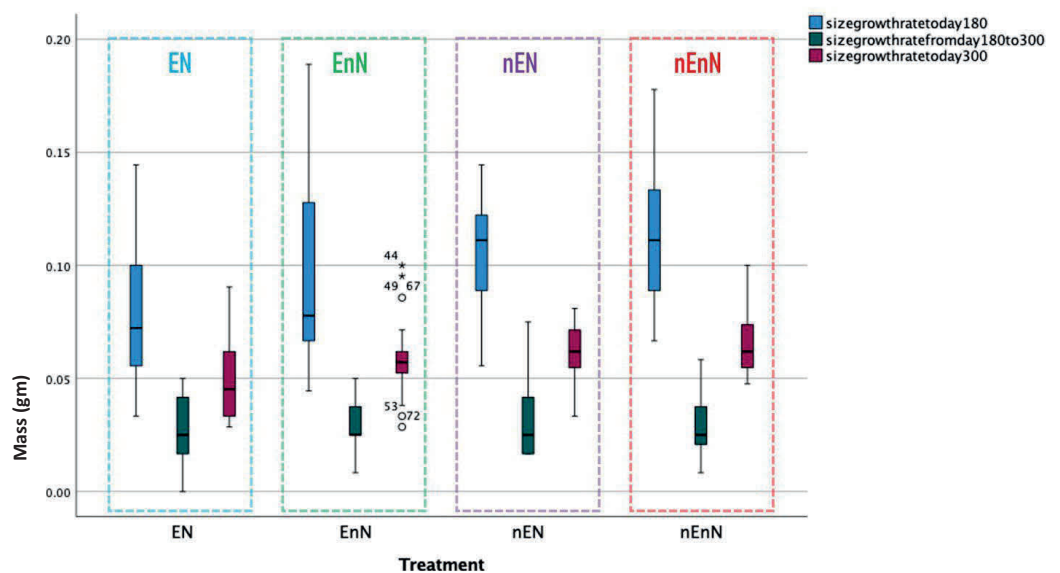 sizegrowthratetoday180
sizegrowthratefromday180to300
sizegrowthratetoday300
0.20
0.15
0.10
0.05
0.00
Mass (gm)
EN
EnN
nEN
nEnN
44
49 67
53
72
EN
EnN
nEN
nEnN
Treatment